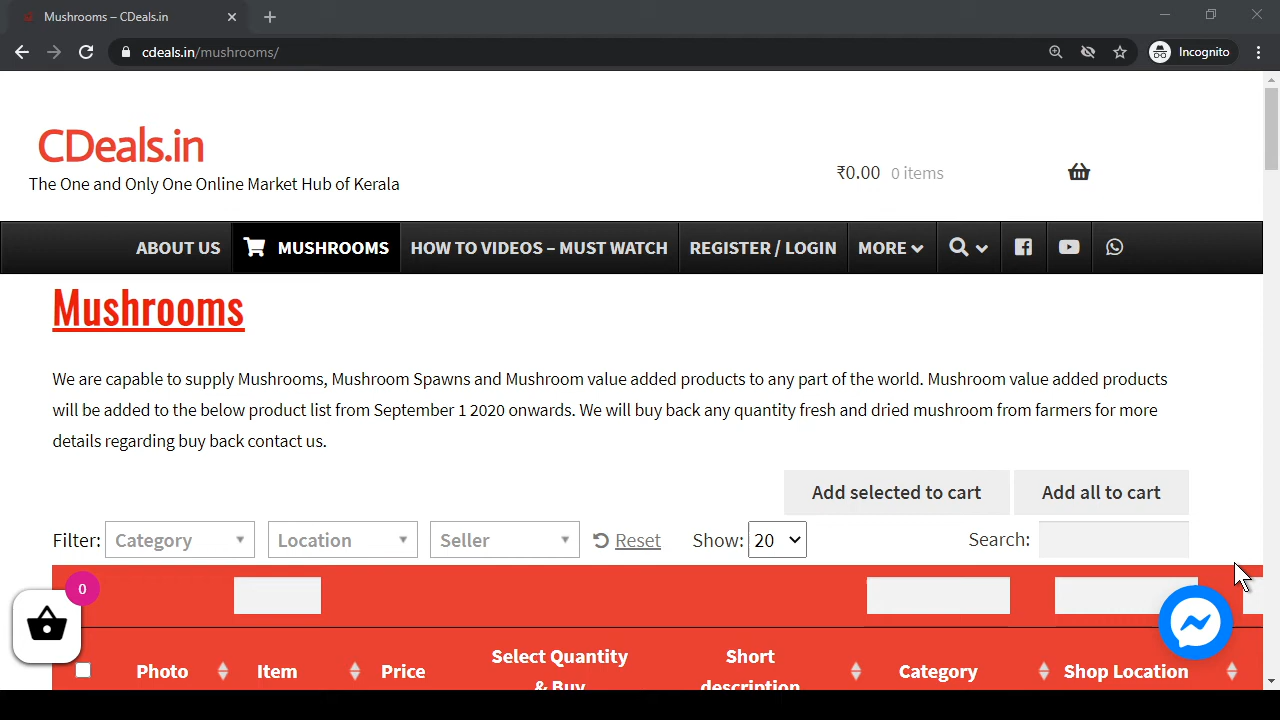 Mushrooms – CDeals.in
cdeals.in/mushrooms/
Incognito
CDeals.in
The One and Only One Online Market Hub of Kerala
₹0.00 0 items
ABOUT US MUSHROOMS HOW TO VIDEOS – MUST WATCH REGISTER / LOGIN MORE
Mushrooms
We are capable to supply Mushrooms, Mushroom Spawns and Mushroom value added products to any part of the world. Mushroom value added products
will be added to the below product list from September 1 2020 onwards. We will buy back any quantity fresh and dried mushroom from farmers for more
details regarding buy back contact us.
Add selected to cart Add all to cart
Filter: Category Location Seller Reset Show: 20 Search:
0
Photo Item Price Select Quantity
& Buy Short
description Category Shop Location